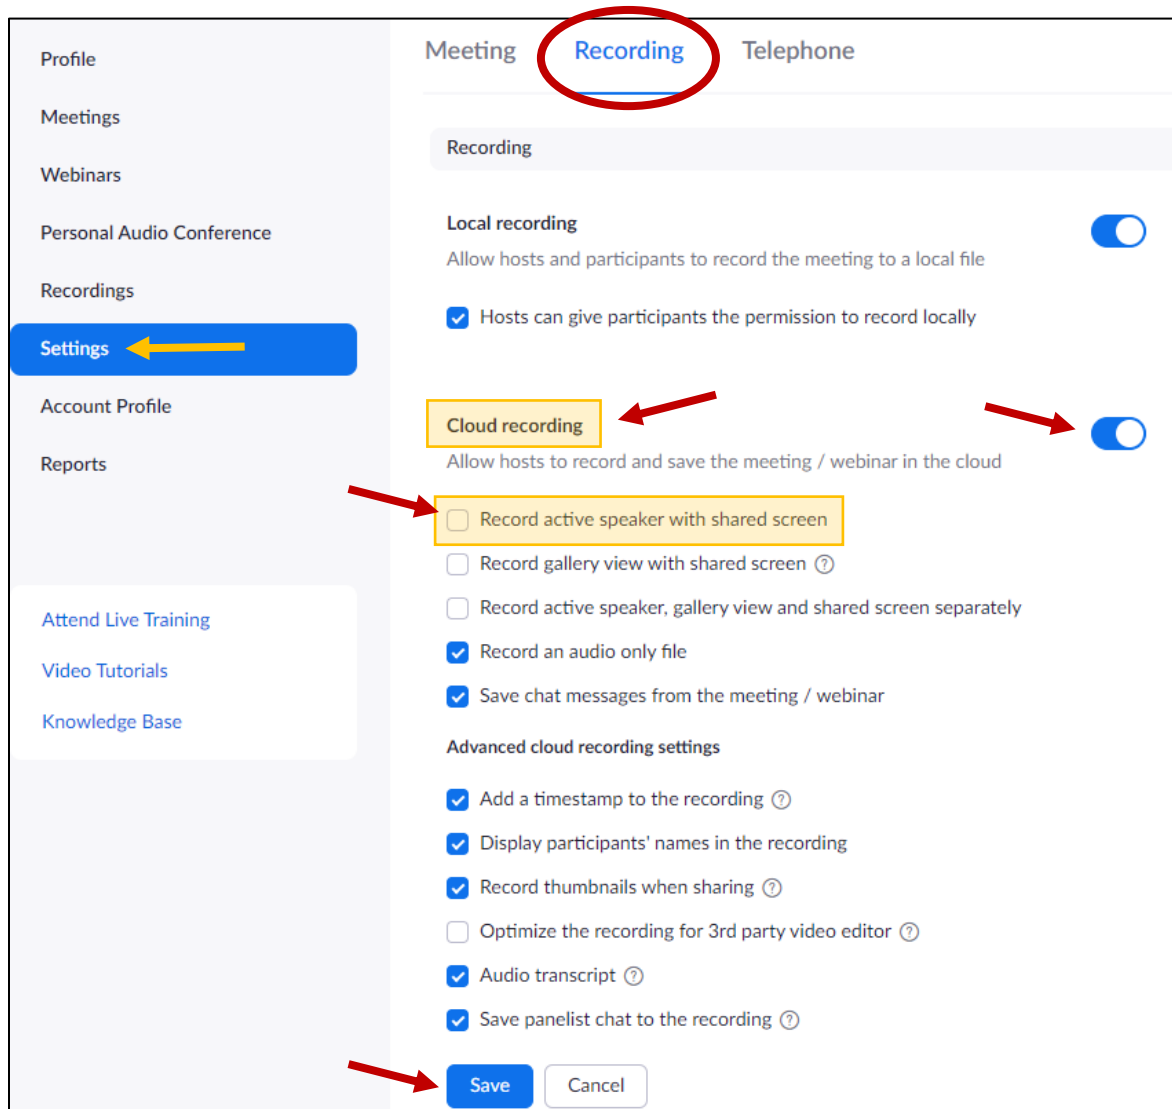 Profile
Meetings
Webinars
Personal Audio Conference
Recordings
Settings
Account Profile
Reports
Attend Live Training
Video Tutorials
Knowledge Base
Meeting Recording Telephone
Recording
Local recording
Allow hosts and participants to record the meeting to a local file
Hosts can give participants the permission to record locally
Cloud recording
Allow hosts to record and save the meeting / webinar in the cloud
Record active speaker with shared screen
Record gallery view with shared screen ?
Record active speaker, gallery view and shared screen separately
Record an audio only file
Save chat messages from the meeting / webinar
Advanced cloud recording settings
Add a timestamp to the recording ?
Display participants' names in the recording
Record thumbnails when sharing ?
Optimize the recording for 3rd party video editor ?
Audio transcript ?
Save panelist chat to the recording ?
Save Cancel